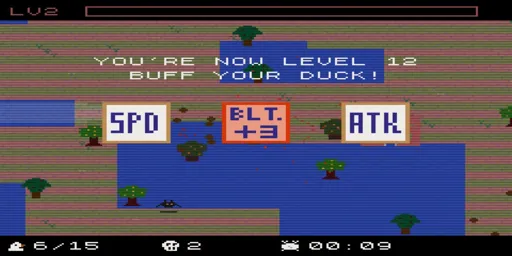 LV2
YOU'RE NOW LEVEL 12
BUFF YOUR DUCK!
SPD
BLT.
+3
ATK
6/15
2
00:09